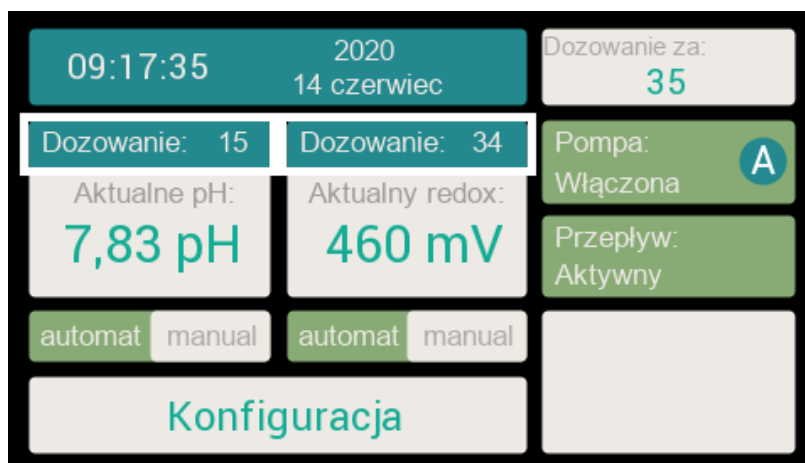 09:17:35
2020
14 czerwiec
Dozowanie za:
35
Dozowanie: 15
Dozowanie: 34
Pompa:
Włączona
A
Aktualne pH:
7,83 pH
Aktualny redox:
460 mV
Przepływ:
Aktywny
automat manual
automat manual
Konfiguracja